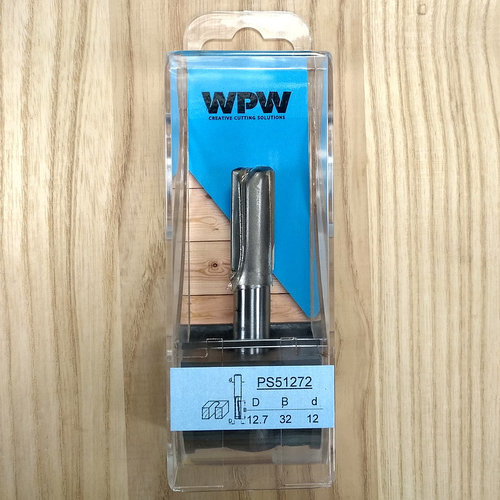 WPW
CREATIVE CUTTING SOLUTIONS
PS51272
D B d
12.7 32 12
d
B
D